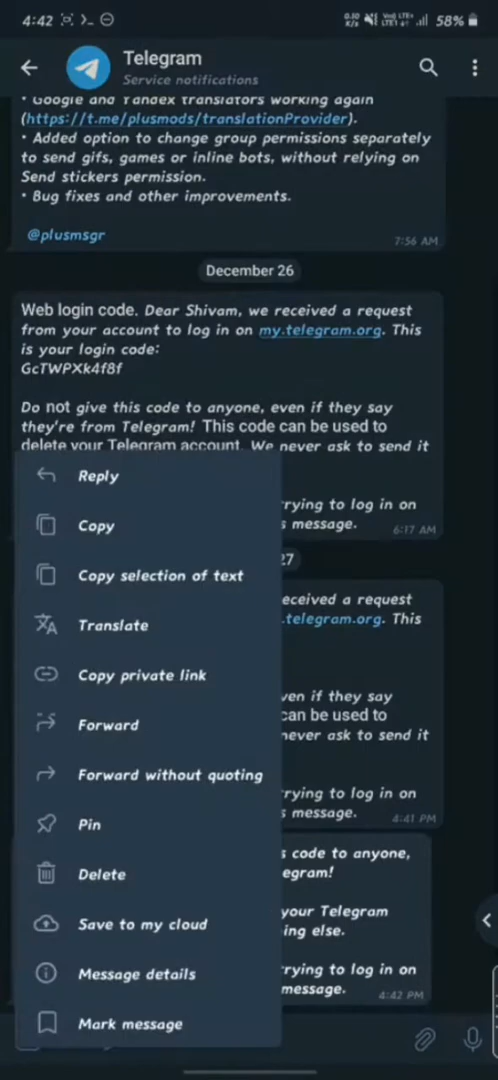 4:42
0.50 K/s Vo) LTE+ LTE1 58%
Telegram
Service notifications
• Google and Yandex translators working again
(https://t.me/plusmods/translationProvider).
• Added option to change group permissions separately
to send gifs, games or inline bots, without relying on
Send stickers permission.
• Bug fixes and other improvements.
@plusmsgr
7:56 AM
December 26
Web login code. Dear Shivam, we received a request
from your account to log in on my.telegram.org. This
is your login code:
GcTWPXk4f8f
Do not give this code to anyone, even if they say
they're from Telegram! This code can be used to
delete your Telegram account. We never ask to send it
Reply
rying to log in on
Copy
s message. 6:17 AM
27
Copy selection of text
eceived a request
Translate
.telegram.org. This
Copy private link
ven if they say
can be used to
Forward
never ask to send it
Forward without quoting
rying to log in on
s message. 4:41 PM
Pin
s code to anyone,
Delete
egram!
your Telegram
Save to my cloud
ing else.
Message details
rying to log in on
message. 4:42 PM
Mark message